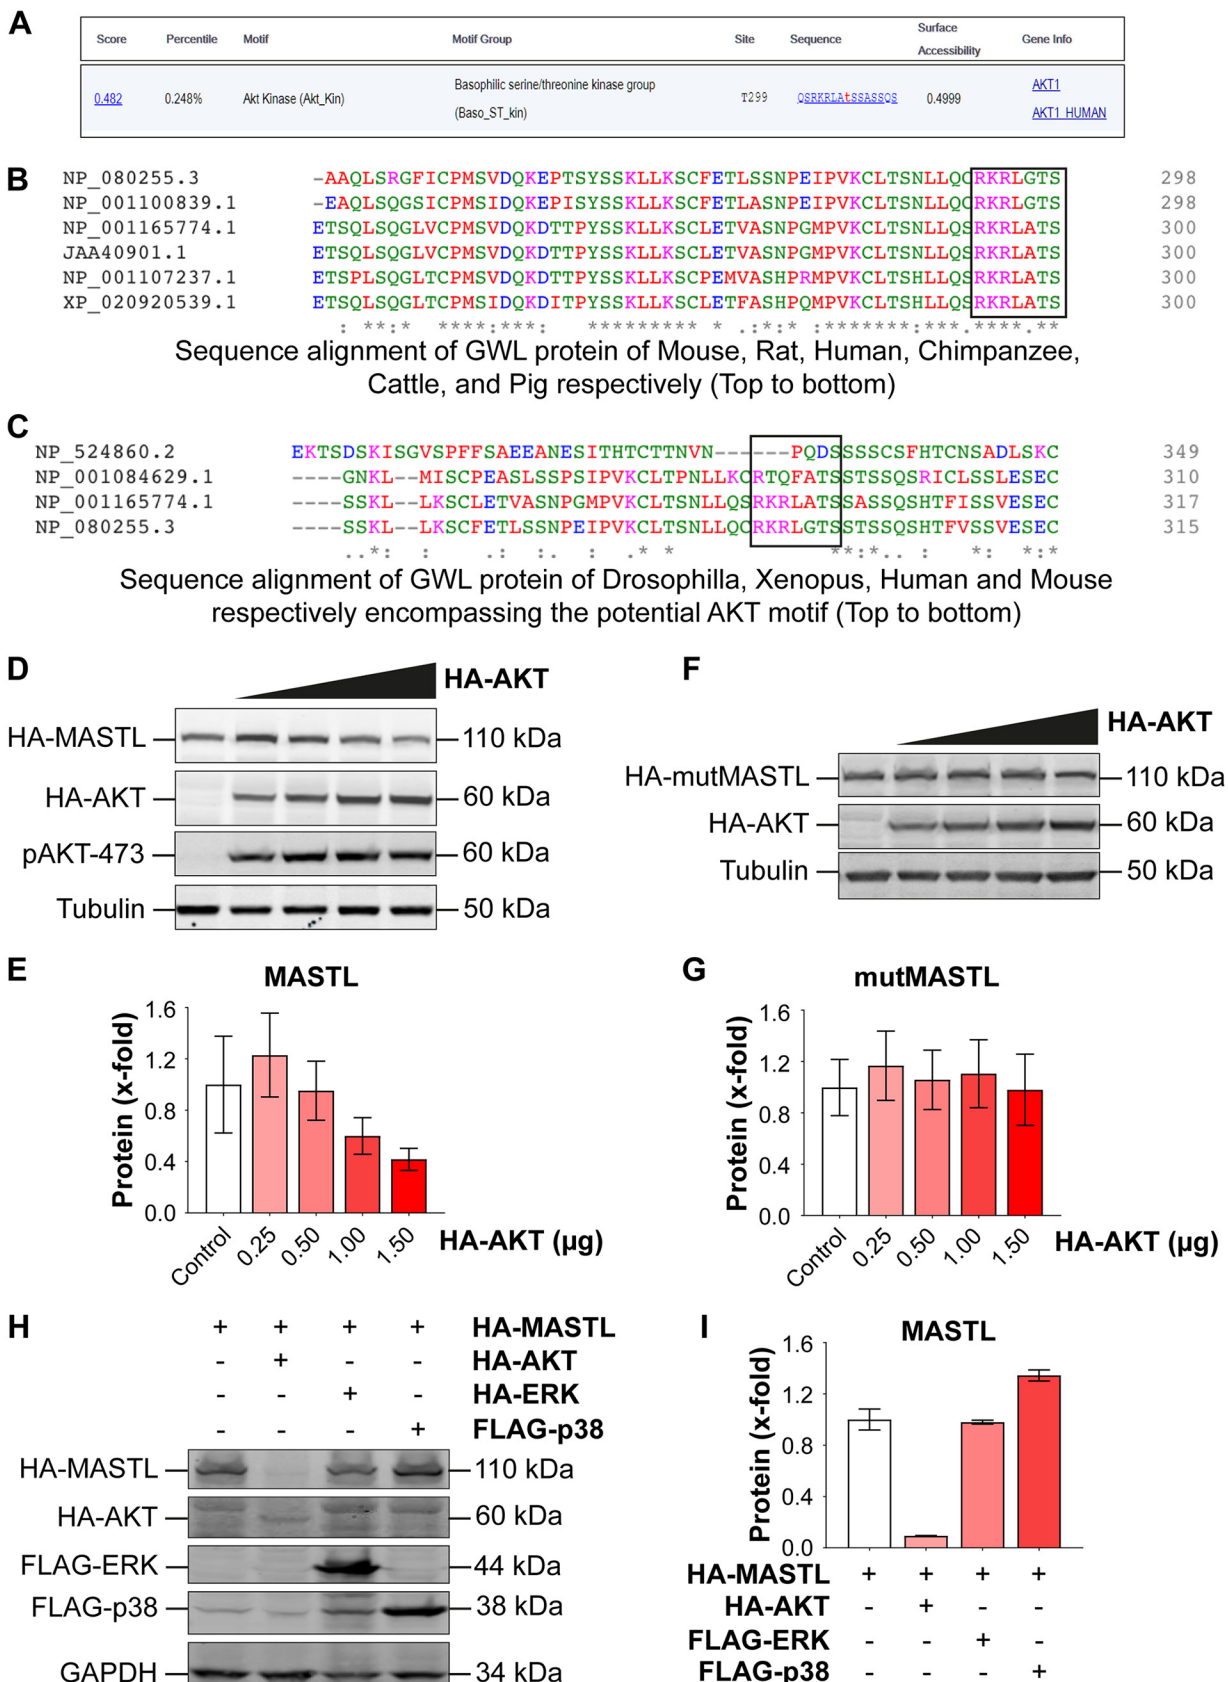 A
Score Percentile Motif Motif Group Site Sequence Surface Accessibility Gene Info
0.482 0.248% Akt Kinase (Akt_Kin) Basophilic serine/threonine kinase group (Baso_ST_kin) T299 QSRKRLAtSSASSQS 0.4999 AKT1 AKT1_HUMAN
B
NP_080255.3 -AAQLSRGFICPMSVDQKEPTSYSSKLLKSCFETLSSNPEIPVKCLTSNLLQCRKRLGTS 298
NP_001100839.1 -EAQLSQGSICPMSIDQKEPISYSSKLLKSCFETLASNPEIPVKCLTSNLLQCRKRLGTS 298
NP_001165774.1 ETSQLSQGLVCPMSVDQKDTTPYSSKLLKSCLETVASNPGMPVKCLTSNLLQSRKRLATS 300
JAA40901.1 ETSQLSQGLVCPMSVDQKDTTPYSSKLLKSCLETVASNPGMPVKCLTSNLLQSRKRLATS 300
NP_001107237.1 ETSPLSQGLTCPMSVDQKDTTSYSSKLLKSCPEMVASHPRMPVKCLTSHLLQSRKRLATS 300
XP_020920539.1 ETSQLSQGLTCPMSIDQKDITPYSSKLLKSCLETFASHPQMPVKCLTSHLLQSRKRLATS 300
: **:* ****:****: ********** * .:*: :*********:****.****.**
Sequence alignment of GWL protein of Mouse, Rat, Human, Chimpanzee,
Cattle, and Pig respectively (Top to bottom)
C
NP_524860.2 EKTSDSKISGVSPFFSAEEANESITHTCTTNVN------PQDSSSSCSFHTCNSADLSKC 349
NP_001084629.1 ----GNKL--MISCPEASLSSPSIPVKCLTPNLLKCRTQFATSSTSSQSRICLSSLESEC 310
NP_001165774.1 ----SSKL--LKSCLETVASNPGMPVKCLTSNLLQSRKRLATSSASSQSHTFISSVESEC 317
NP_080255.3 ----SSKL--LKSCFETLSSNPEIPVKCLTSNLLQCRKRLGTSSTSSQSHTFVSSVESEC 315
..*: : .: :. .* * **:*.. : *: *
Sequence alignment of GWL protein of Drosophilla, Xenopus, Human and Mouse
respectively encompassing the potential AKT motif (Top to bottom)
D
HA-AKT
HA-MASTL 110 kDa
HA-AKT 60 kDa
pAKT-473 60 kDa
Tubulin 50 kDa
F
HA-AKT
HA-mutMASTL 110 kDa
HA-AKT 60 kDa
Tubulin 50 kDa
E
MASTL
Protein (x-fold)
1.6
1.2
0.8
0.4
0.0
Control 0.25 0.50 1.00 1.50 HA-AKT (µg)
G
mutMASTL
Protein (x-fold)
1.6
1.2
0.8
0.4
0.0
Control 0.25 0.50 1.00 1.50 HA-AKT (µg)
H
+ + + + HA-MASTL
- + - - HA-AKT
- - + - HA-ERK
- - - + FLAG-p38
HA-MASTL 110 kDa
HA-AKT 60 kDa
FLAG-ERK 44 kDa
FLAG-p38 38 kDa
GAPDH 34 kDa
I
MASTL
Protein (x-fold)
1.6
1.2
0.8
0.4
0.0
HA-MASTL + + + +
HA-AKT - + - -
FLAG-ERK - - + -
FLAG-p38 - - - +